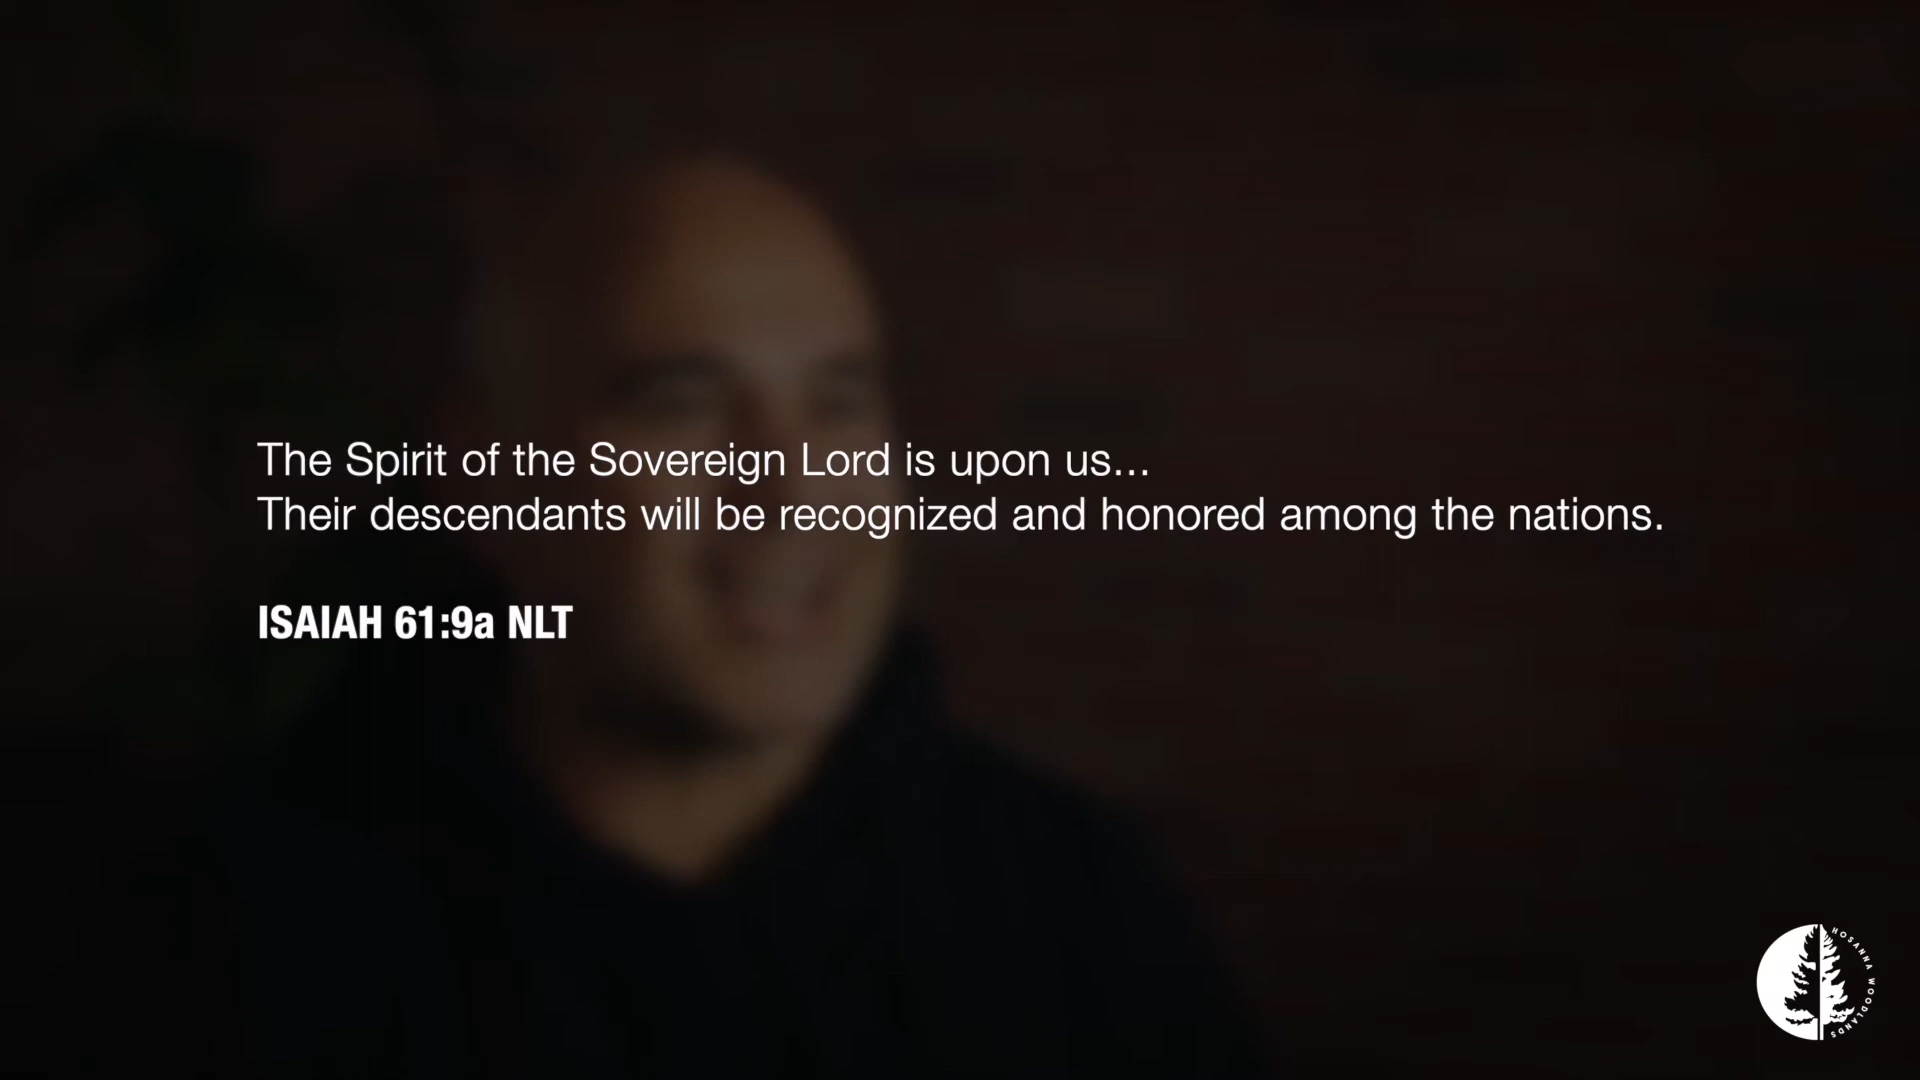 The Spirit of the Sovereign Lord is upon us...
Their descendants will be recognized and honored among the nations.
ISAIAH 61:9a NLT
HOSANNA WOODLANDS